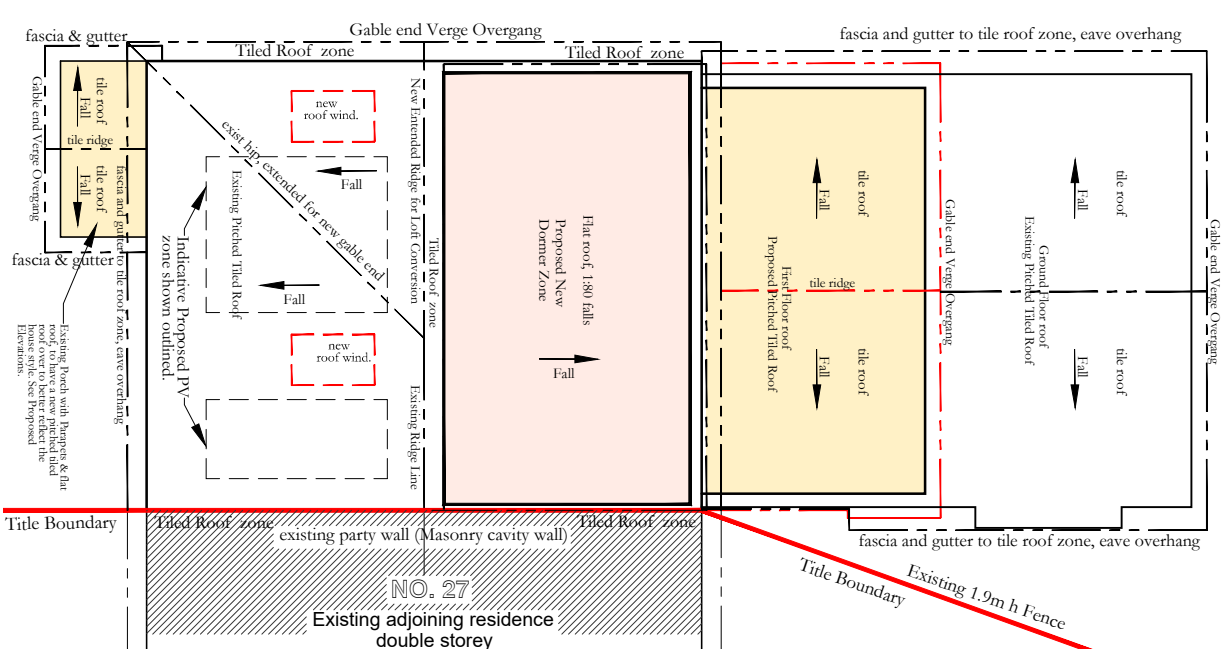 fascia & gutter
Gable end Verge Overgang
fascia and gutter to tile roof zone, eave overhang
Tiled Roof  zone
Tiled Roof  zone
Gable end Verge Overgang
tile roof
Fall
tile ridge
tile roof
Fall
fascia & gutter
fascia and gutter to tile roof zone, eave overhang
Existing Porch with Parapets & flat
roof, to have a new pitched tiled
roof over to better reflect the
house style. See Proposed
Elevations.
new
roof wind.
exist hip, extended for new gable end
Fall
Existing Pitched Tiled Roof
Fall
Indicative Proposed PV
zone shown outlined.
new
roof wind.
New Entended Ridge for Loft Conversion
Tiled Roof  zone
Existing Ridge Line
Flat roof, 1:80 falls
Proposed New
Dormer Zone
Fall
Fall
tile roof
First Floor roof
Proposed Pitched Tiled Roof
tile ridge
Fall
tile roof
Gable end Verge Overgang
Fall
tile roof
Ground Floor roof
Existing Pitched Tiled Roof
Fall
tile roof
Gable end Verge Overgang
Title Boundary
Tiled Roof  zone
Tiled Roof  zone
existing party wall (Masonry cavity wall)
fascia and gutter to tile roof zone, eave overhang
Title Boundary
Existing 1.9m h Fence
NO. 27
Existing adjoining residence
double storey